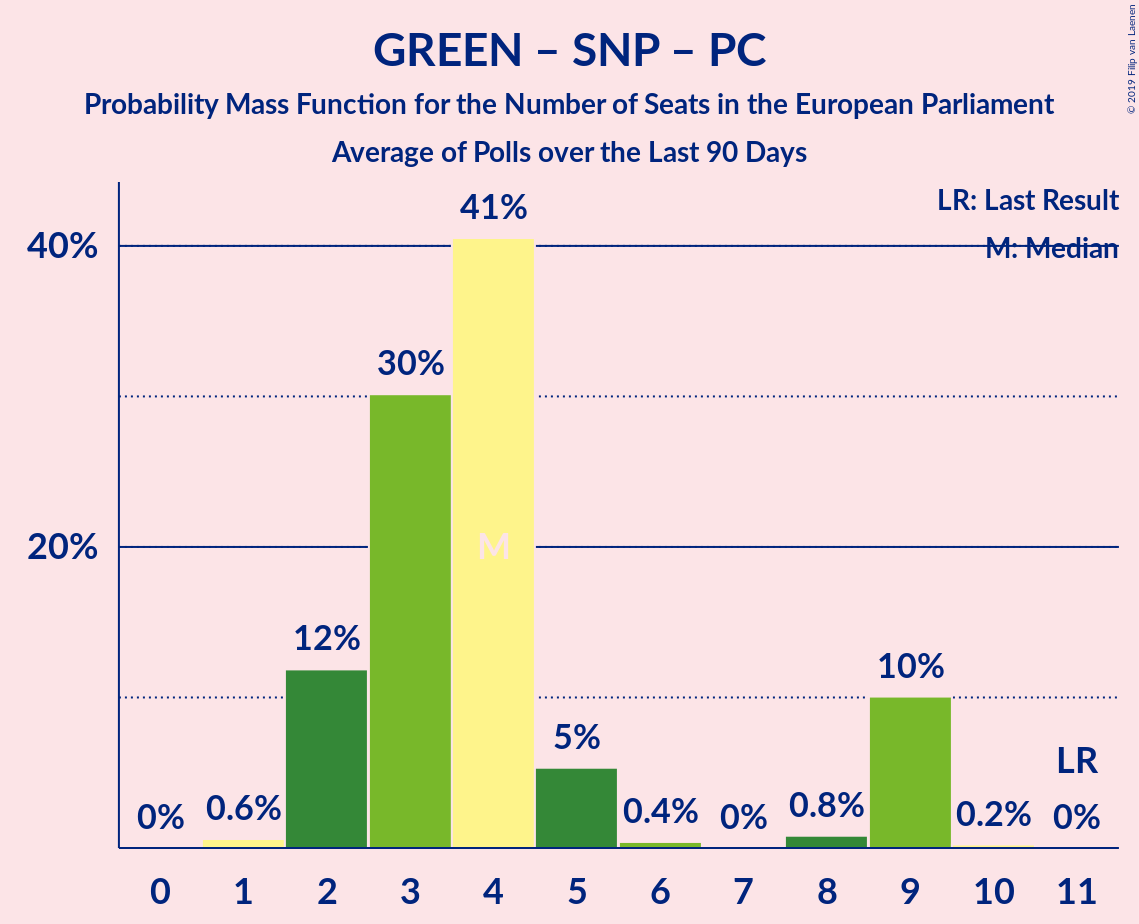 GREEN – SNP – PC
Probability Mass Function for the Number of Seats in the European Parliament
Average of Polls over the Last 90 Days
© 2019 Filip van Laenen
LR: Last Result
M: Median
40%
20%
0%
0.6%
12%
30%
41%
M
5%
0.4%
0%
0.8%
10%
0.2%
LR
0%
0 1 2 3 4 5 6 7 8 9 10 11